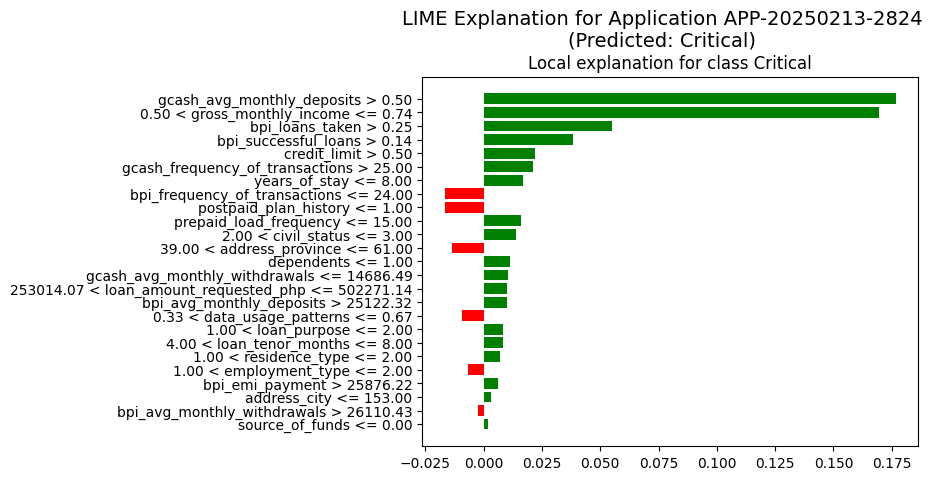 LIME Explanation for Application APP-20250213-2824
(Predicted: Critical)
Local explanation for class Critical
gcash_avg_monthly_deposits > 0.50
0.50 < gross_monthly_income <= 0.74
bpi_loans_taken > 0.25
bpi_successful_loans > 0.14
credit_limit > 0.50
gcash_frequency_of_transactions > 25.00
years_of_stay <= 8.00
bpi_frequency_of_transactions <= 24.00
postpaid_plan_history <= 1.00
prepaid_load_frequency <= 15.00
2.00 < civil_status <= 3.00
39.00 < address_province <= 61.00
dependents <= 1.00
gcash_avg_monthly_withdrawals <= 14686.49
253014.07 < loan_amount_requested_php <= 502271.14
bpi_avg_monthly_deposits > 25122.32
0.33 < data_usage_patterns <= 0.67
1.00 < loan_purpose <= 2.00
4.00 < loan_tenor_months <= 8.00
1.00 < residence_type <= 2.00
1.00 < employment_type <= 2.00
bpi_emi_payment > 25876.22
address_city <= 153.00
bpi_avg_monthly_withdrawals > 26110.43
source_of_funds <= 0.00
−0.025 0.000 0.025 0.050 0.075 0.100 0.125 0.150 0.175